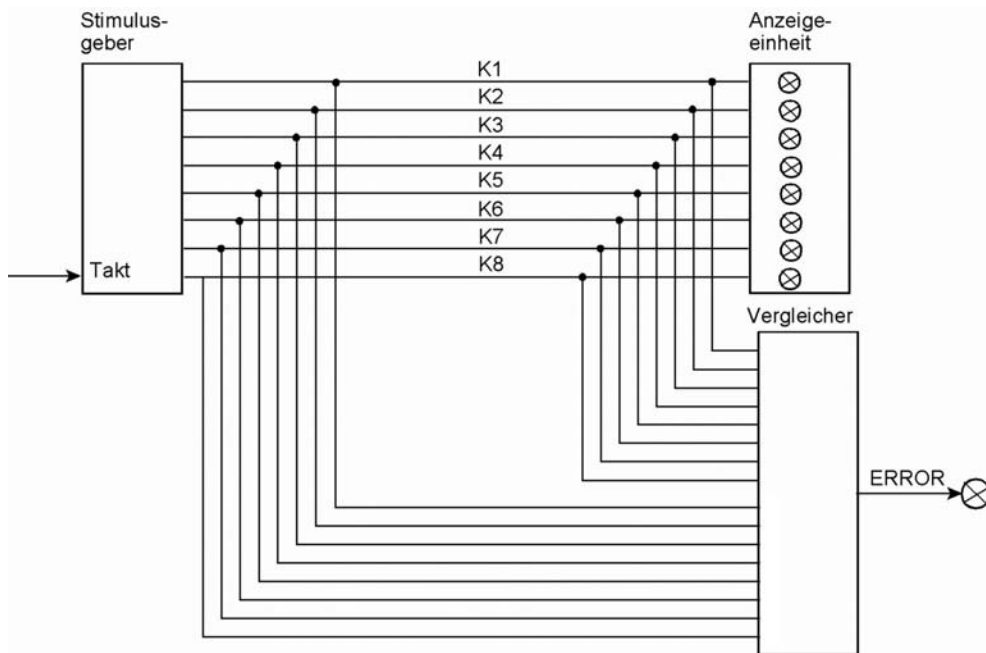 Stimulus-
geber
Anzeige-
einheit
K1
K2
K3
K4
K5
K6
K7
K8
Takt
Vergleicher
ERROR